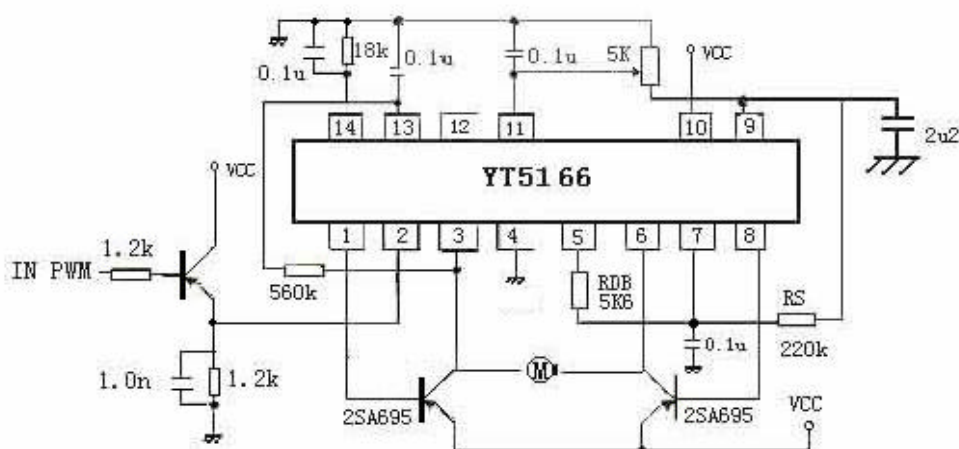 18k
0.1u
0.1u
0.1u
5K
VCC
14
13
12
11
10
9
2u2
YT5166
VCC
1
2
3
4
5
6
7
8
1.2k
IN PWM
560k
RDB
5K6
RS
0.1u
220k
1.0n
1.2k
M
2SA695
2SA695
VCC